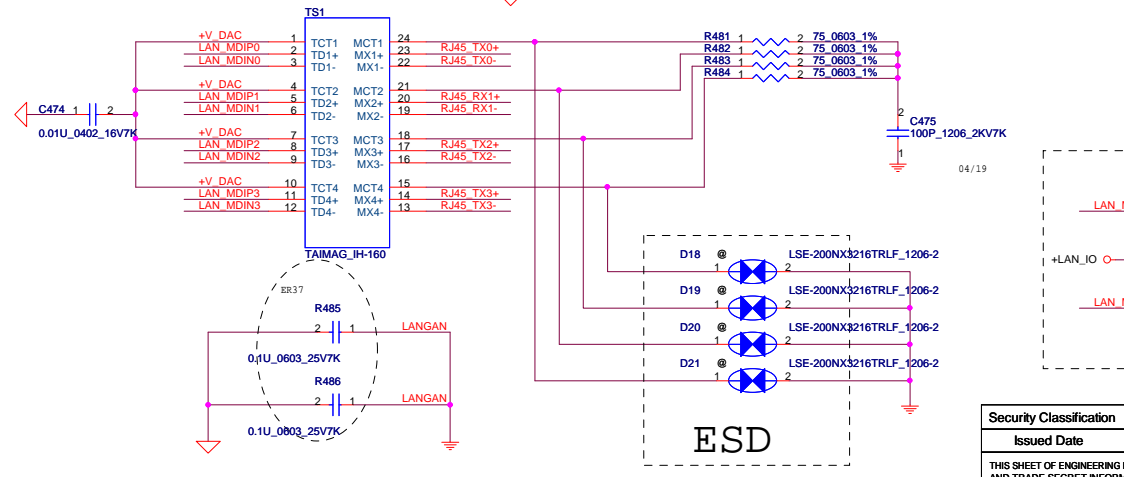 TS1
+V_DAC 1 TCT1 MCT1 24
LAN_MDIP0 2 TD1+ MX1+ 23 RJ45_TX0+
LAN_MDIN0 3 TD1- MX1- 22 RJ45_TX0-
+V_DAC 4 TCT2 MCT2 21
LAN_MDIP1 5 TD2+ MX2+ 20 RJ45_RX1+
LAN_MDIN1 6 TD2- MX2- 19 RJ45_RX1-
+V_DAC 7 TCT3 MCT3 18
LAN_MDIP2 8 TD3+ MX3+ 17 RJ45_TX2+
LAN_MDIN2 9 TD3- MX3- 16 RJ45_TX2-
+V_DAC 10 TCT4 MCT4 15
LAN_MDIP3 11 TD4+ MX4+ 14 RJ45_TX3+
LAN_MDIN3 12 TD4- MX4- 13 RJ45_TX3-
TAIMAG_IH-160
C474 1 2
0.01U_0402_16V7K
R481 1 2 75_0603_1%
R482 1 2 75_0603_1%
R483 1 2 75_0603_1%
R484 1 2 75_0603_1%
2
C475
100P_1206_2KV7K
1
04/19
D18 @ LSE-200NX3216TRLF_1206-2
1 2
D19 @ LSE-200NX3216TRLF_1206-2
1 2
D20 @ LSE-200NX3216TRLF_1206-2
1 2
D21 @ LSE-200NX3216TRLF_1206-2
1 2
ESD
ER37
R485
2 1 LANGAN
0.1U_0603_25V7K
R486
2 1 LANGAN
0.1U_0603_25V7K
+LAN_IO
Security Classification
Issued Date
THIS SHEET OF ENGINEERING